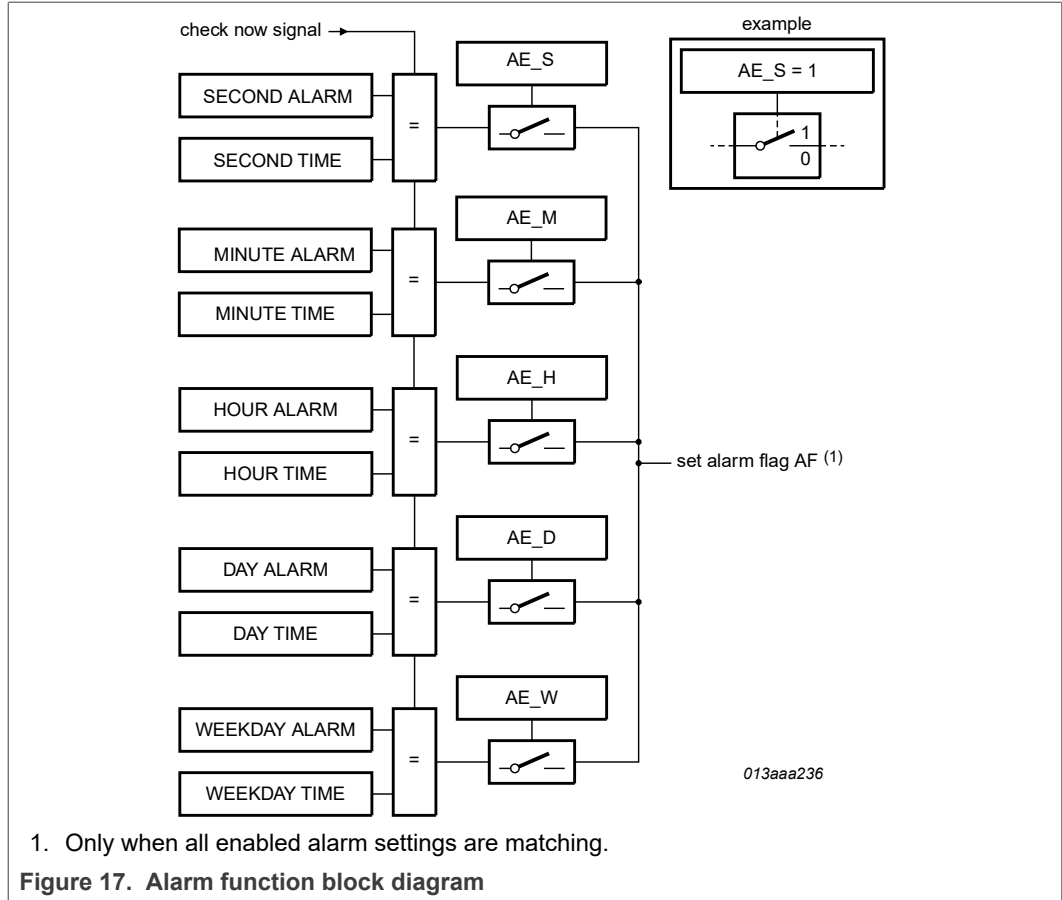 check now signal
example
AE_S
AE_S = 1
SECOND ALARM
=
1
0
SECOND TIME
AE_M
MINUTE ALARM
=
MINUTE TIME
AE_H
HOUR ALARM
=
set alarm flag AF (1)
HOUR TIME
AE_D
DAY ALARM
=
DAY TIME
AE_W
WEEKDAY ALARM
=
013aaa236
WEEKDAY TIME
1. Only when all enabled alarm settings are matching.
Figure 17. Alarm function block diagram